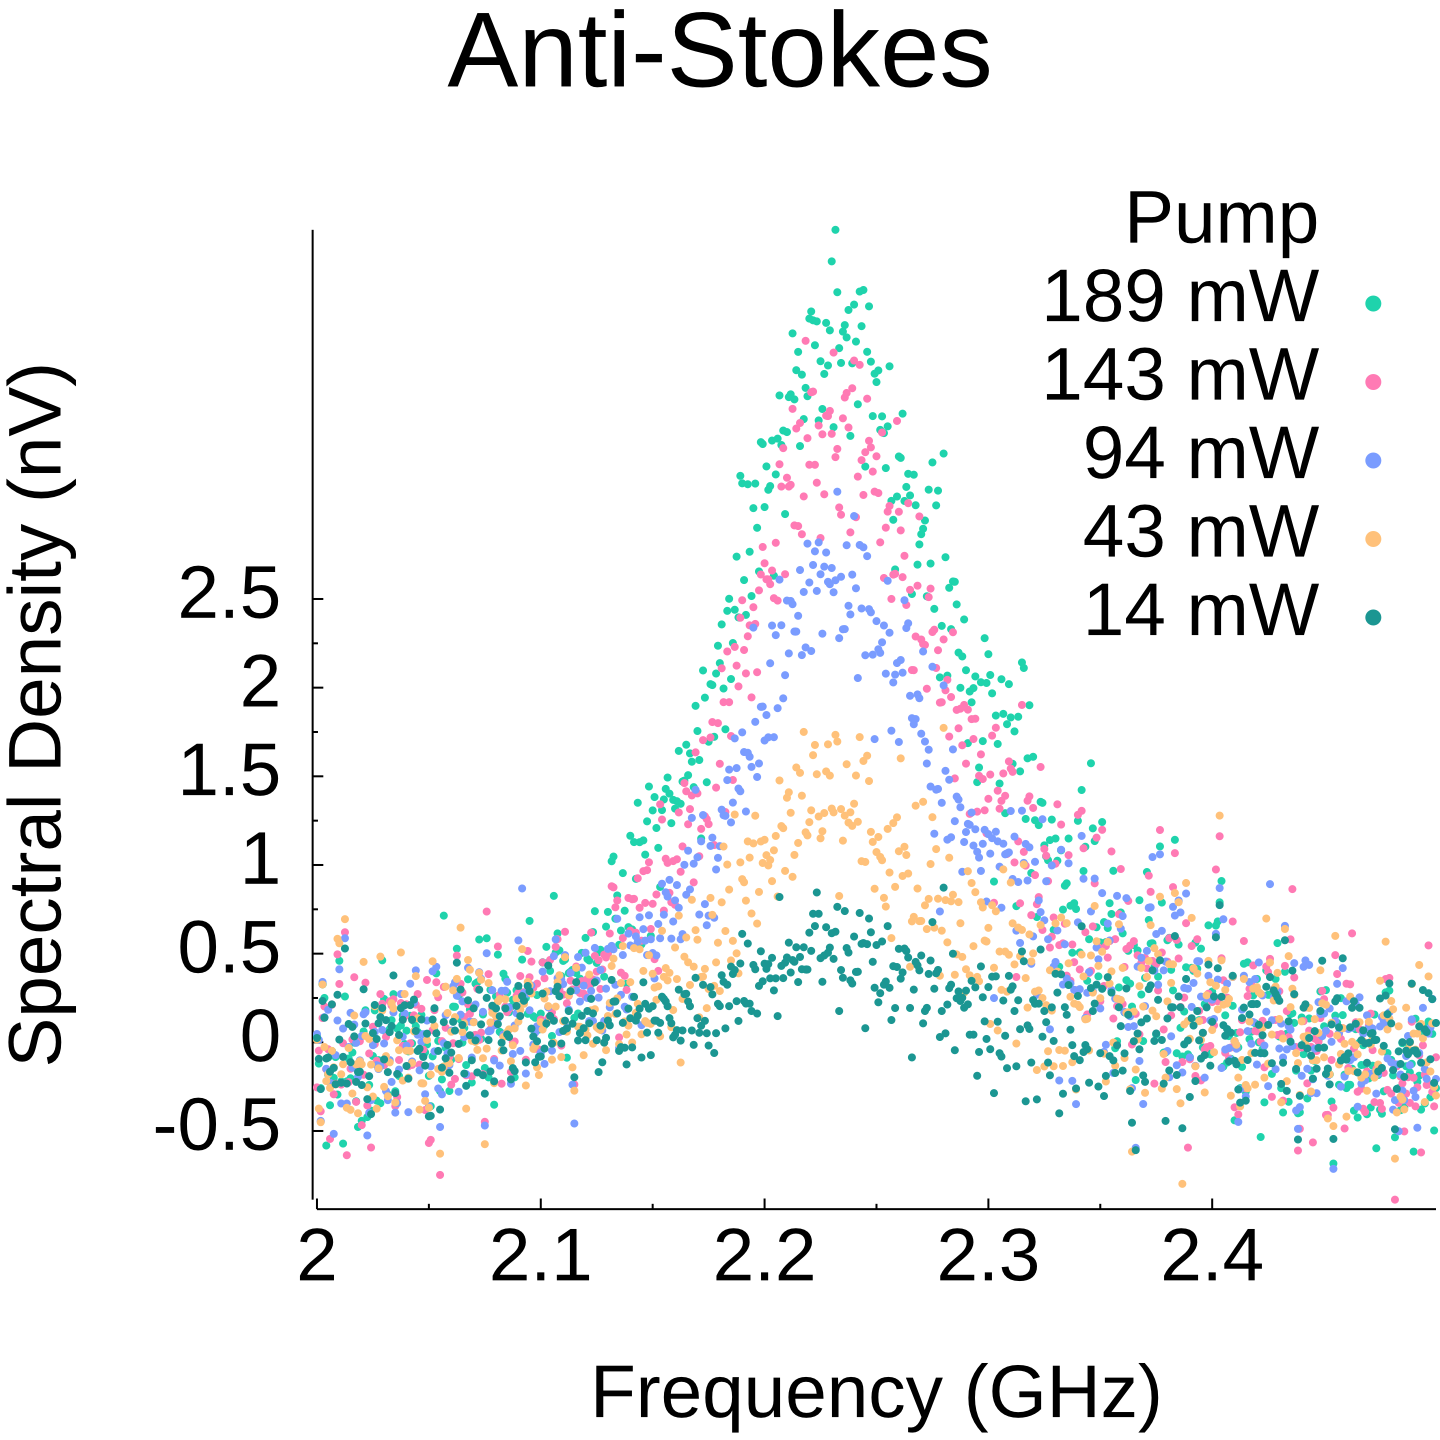 Anti-Stokes
Pump
189 mW
143 mW
94 mW
43 mW
14 mW
Spectral Density (nV)
2.5
2
1.5
1
0.5
0
-0.5
2 2.1 2.2 2.3 2.4
Frequency (GHz)